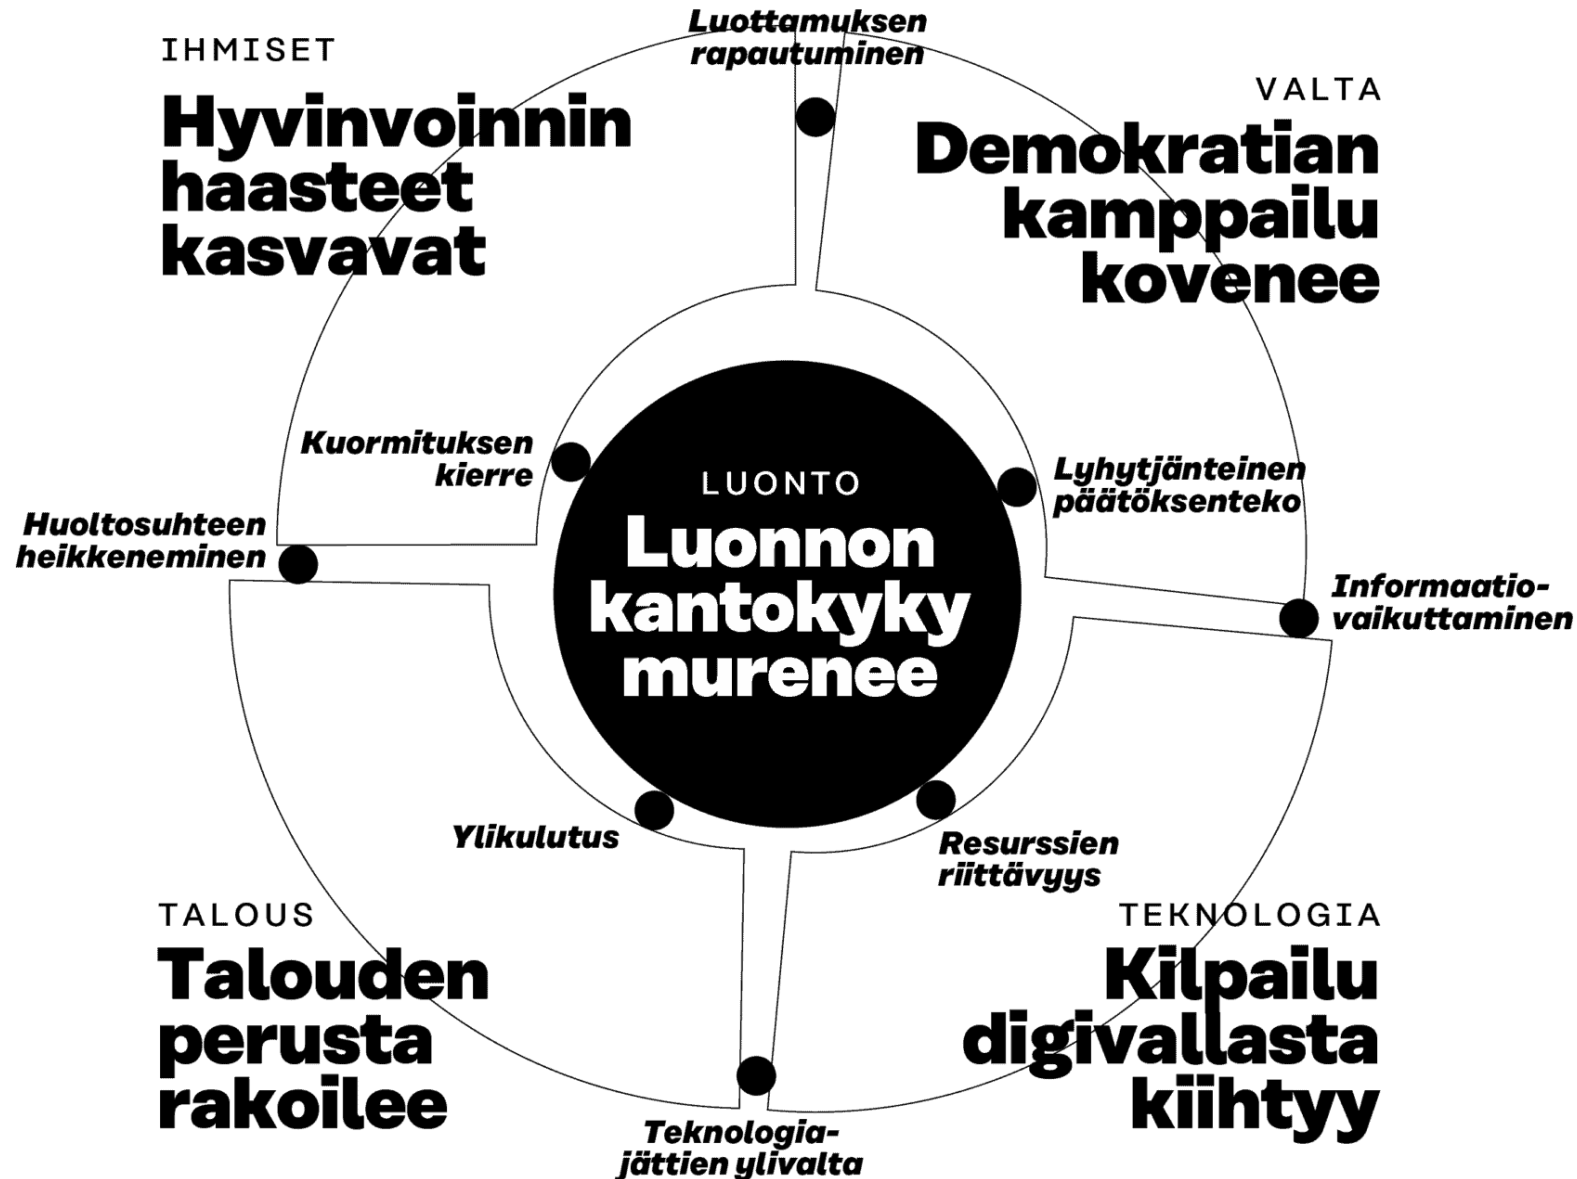 Luottamuksen
rapautuminen
IHMISET
Hyvinvoinnin
haasteet
kasvavat
VALTA
Demokratian
kamppailu
kovenee
Kuormituksen
kierre
Lyhytjänteinen
päätöksenteko
Huoltosuhteen
heikkeneminen
LUONTO
Luonnon
kantokyky
murenee
Informaatio-
vaikuttaminen
Ylikulutus
Resurssien
riittävyys
TALOUS
Talouden
perusta
rakoilee
TEKNOLOGIA
Kilpailu
digivallasta
kiihtyy
Teknologia-
jättien ylivalta